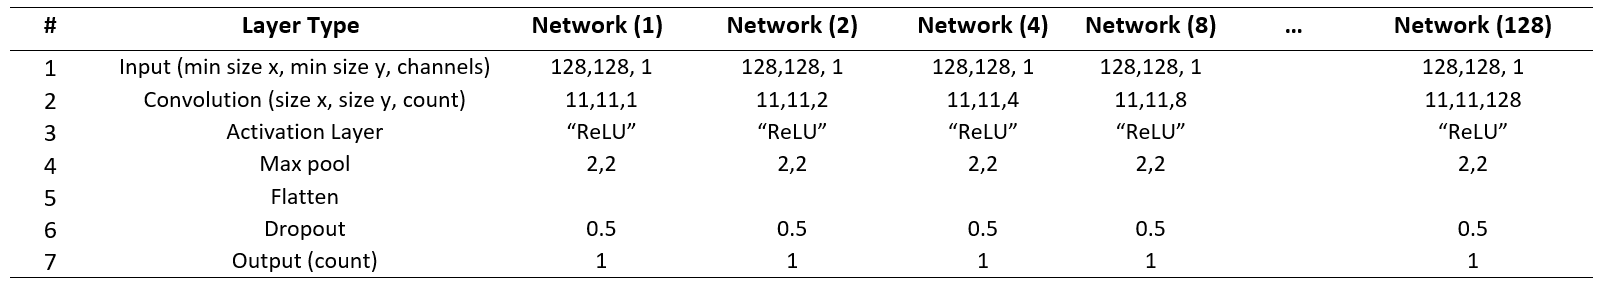 # Layer Type Network (1) Network (2) Network (4) Network (8) ... Network (128)
1 Input (min size x, min size y, channels) 128,128, 1 128,128, 1 128,128, 1 128,128, 1 128,128, 1
2 Convolution (size x, size y, count) 11,11,1 11,11,2 11,11,4 11,11,8 11,11,128
3 Activation Layer “ReLU” “ReLU” “ReLU” “ReLU” “ReLU”
4 Max pool 2,2 2,2 2,2 2,2 2,2
5 Flatten
6 Dropout 0.5 0.5 0.5 0.5 0.5
7 Output (count) 1 1 1 1 1